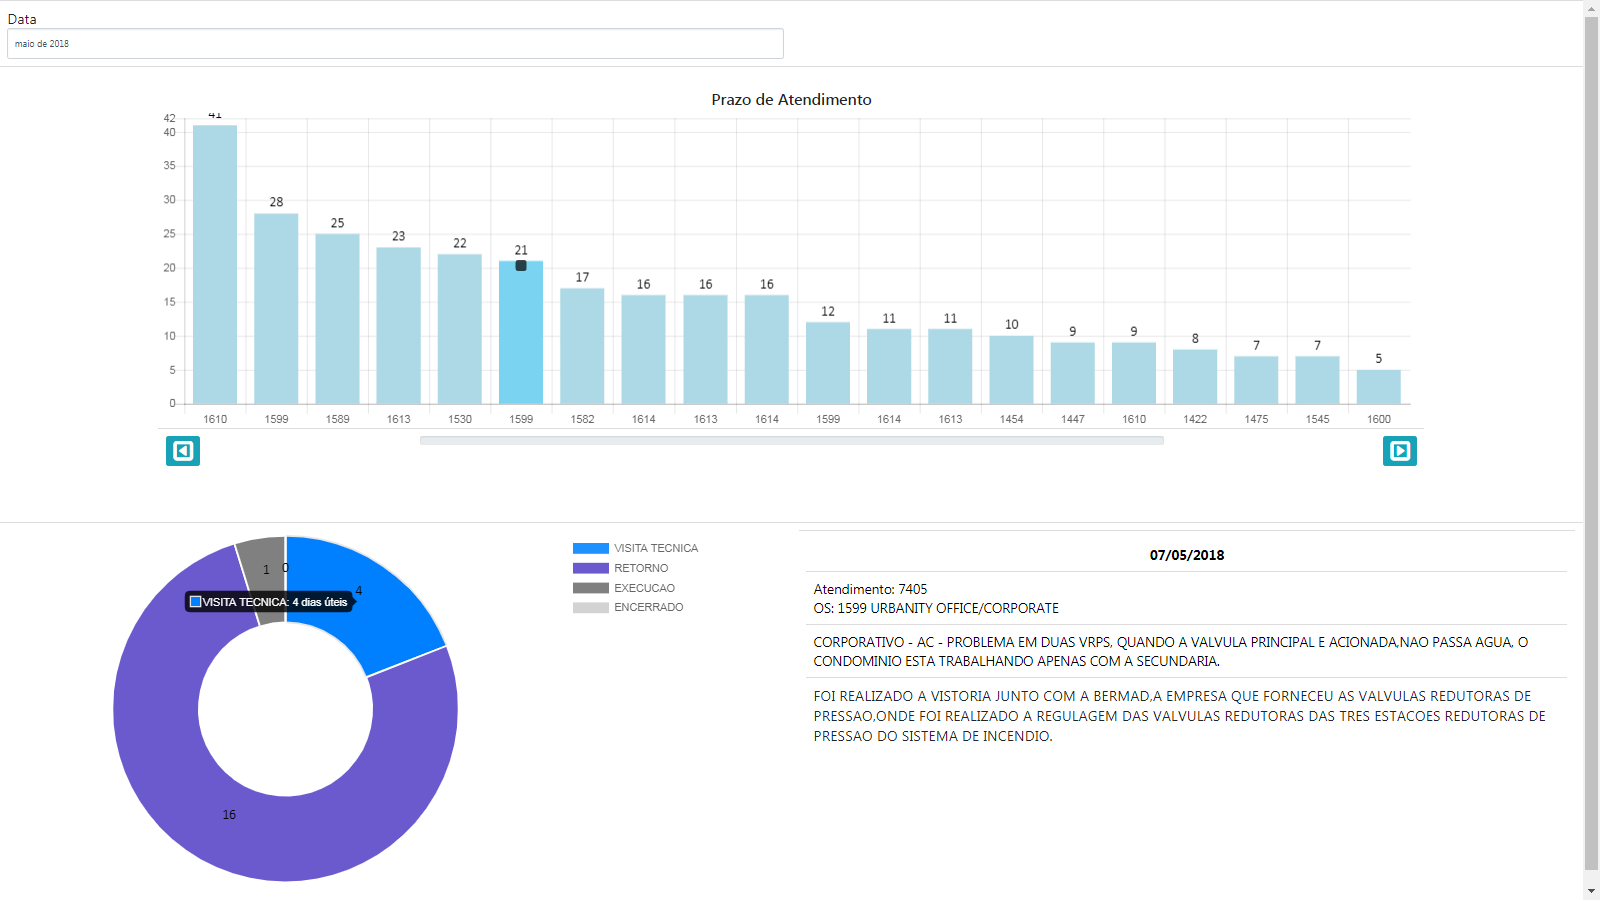 Data
maio de 2018
Prazo de Atendimento
42
40
35
30
25
20
15
10
5
0
41
28
25
23
22
21
17
16
16
16
12
11
11
10
9
9
8
7
7
5
1610 1599 1589 1613 1530 1599 1582 1614 1613 1614 1599 1614 1613 1454 1447 1610 1422 1475 1545 1600
1
0
4
VISITA TECNICA: 4 dias úteis
16
VISITA TECNICA
RETORNO
EXECUCAO
ENCERRADO
07/05/2018
Atendimento: 7405
OS: 1599 URBANITY OFFICE/CORPORATE
CORPORATIVO - AC - PROBLEMA EM DUAS VRPS, QUANDO A VALVULA PRINCIPAL E ACIONADA,NAO PASSA AGUA, O
CONDOMINIO ESTA TRABALHANDO APENAS COM A SECUNDARIA.
FOI REALIZADO A VISTORIA JUNTO COM A BERMAD,A EMPRESA QUE FORNECEU AS VALVULAS REDUTORAS DE
PRESSAO,ONDE FOI REALIZADO A REGULAGEM DAS VALVULAS REDUTORAS DAS TRES ESTACOES REDUTORAS DE
PRESSAO DO SISTEMA DE INCENDIO.